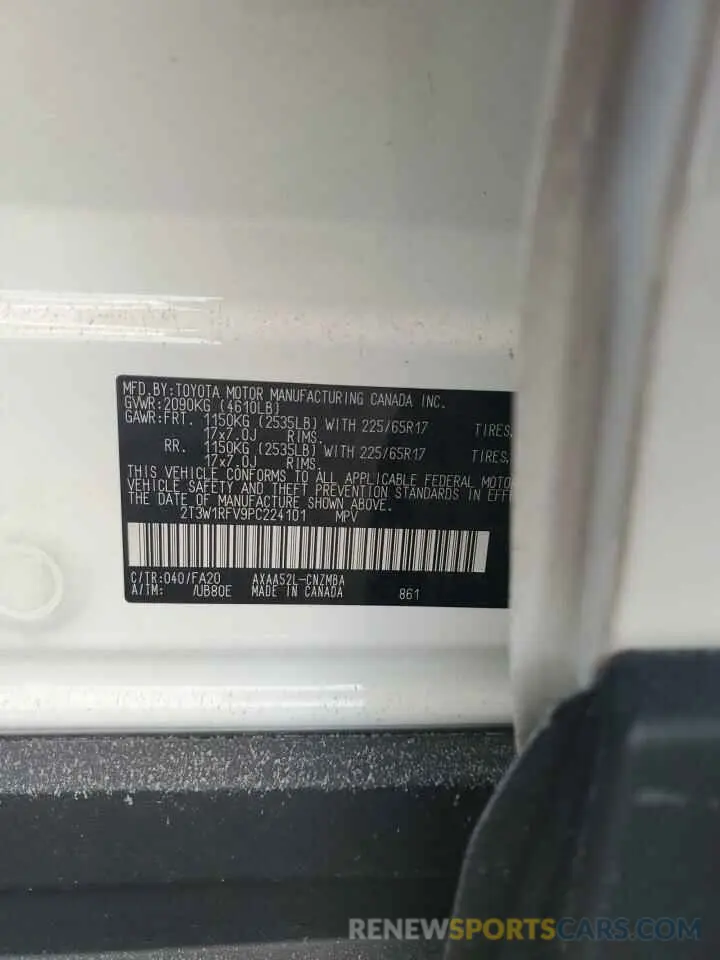 MFD.BY:TOYOTA MOTOR MANUFACTURING CANADA INC.
GVWR:2090KG (4610LB)
GAWR:FRT. 1150KG (2535LB) WITH 225/65R17 TIRES,
17x7.0J RIMS.
RR. 1150KG (2535LB) WITH 225/65R17 TIRES,
17x7.0J RIMS.
THIS VEHICLE CONFORMS TO ALL APPLICABLE FEDERAL MOTO
VEHICLE SAFETY AND THEFT PREVENTION STANDARDS IN EFF
THE DATE OF MANUFACTURE SHOWN ABOVE.
2T3W1RFV9PC224101 MPV
C/TR:040/FA20 AXAA52L-CNZMBA
A/TM: /UB80E MADE IN CANADA 861
RENEWSPORTSCARS.COM